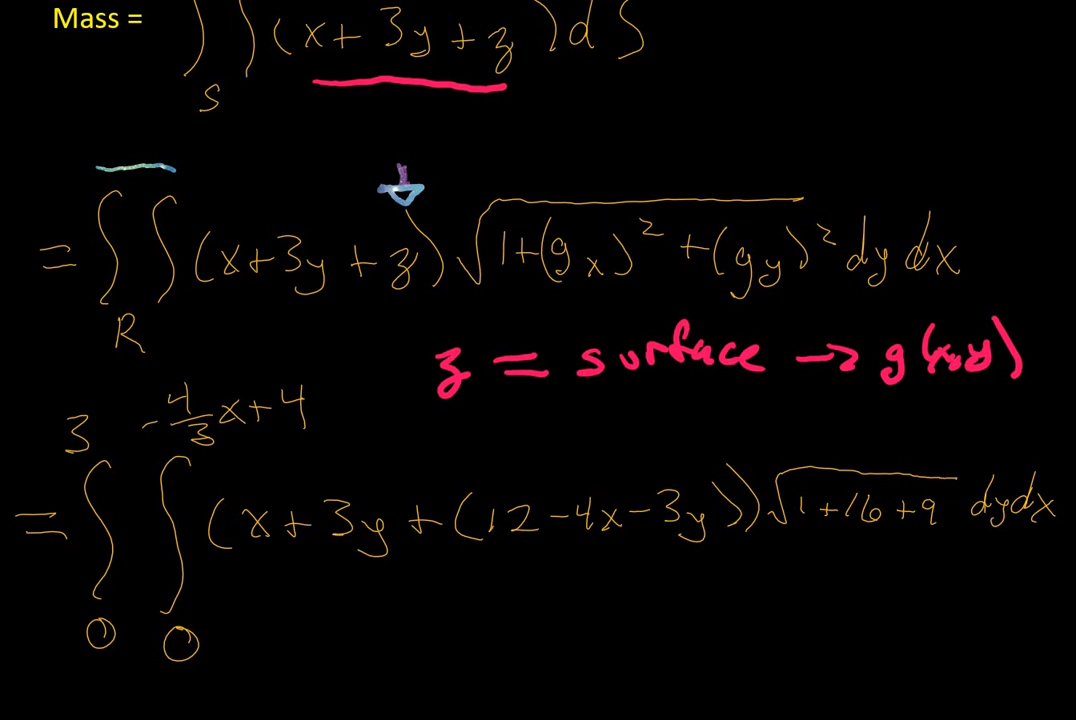 Mass = ∫∫_S (x + 3y + z) dS
= ∫∫_R (x + 3y + z) √(1 + (g_x)² + (g_y)²) dy dx
z = surface → g(x,y)
= ∫_0^3 ∫_0^{-4/3 x + 4} (x + 3y + (12 - 4x - 3y)) √(1 + 16 + 9) dy dx